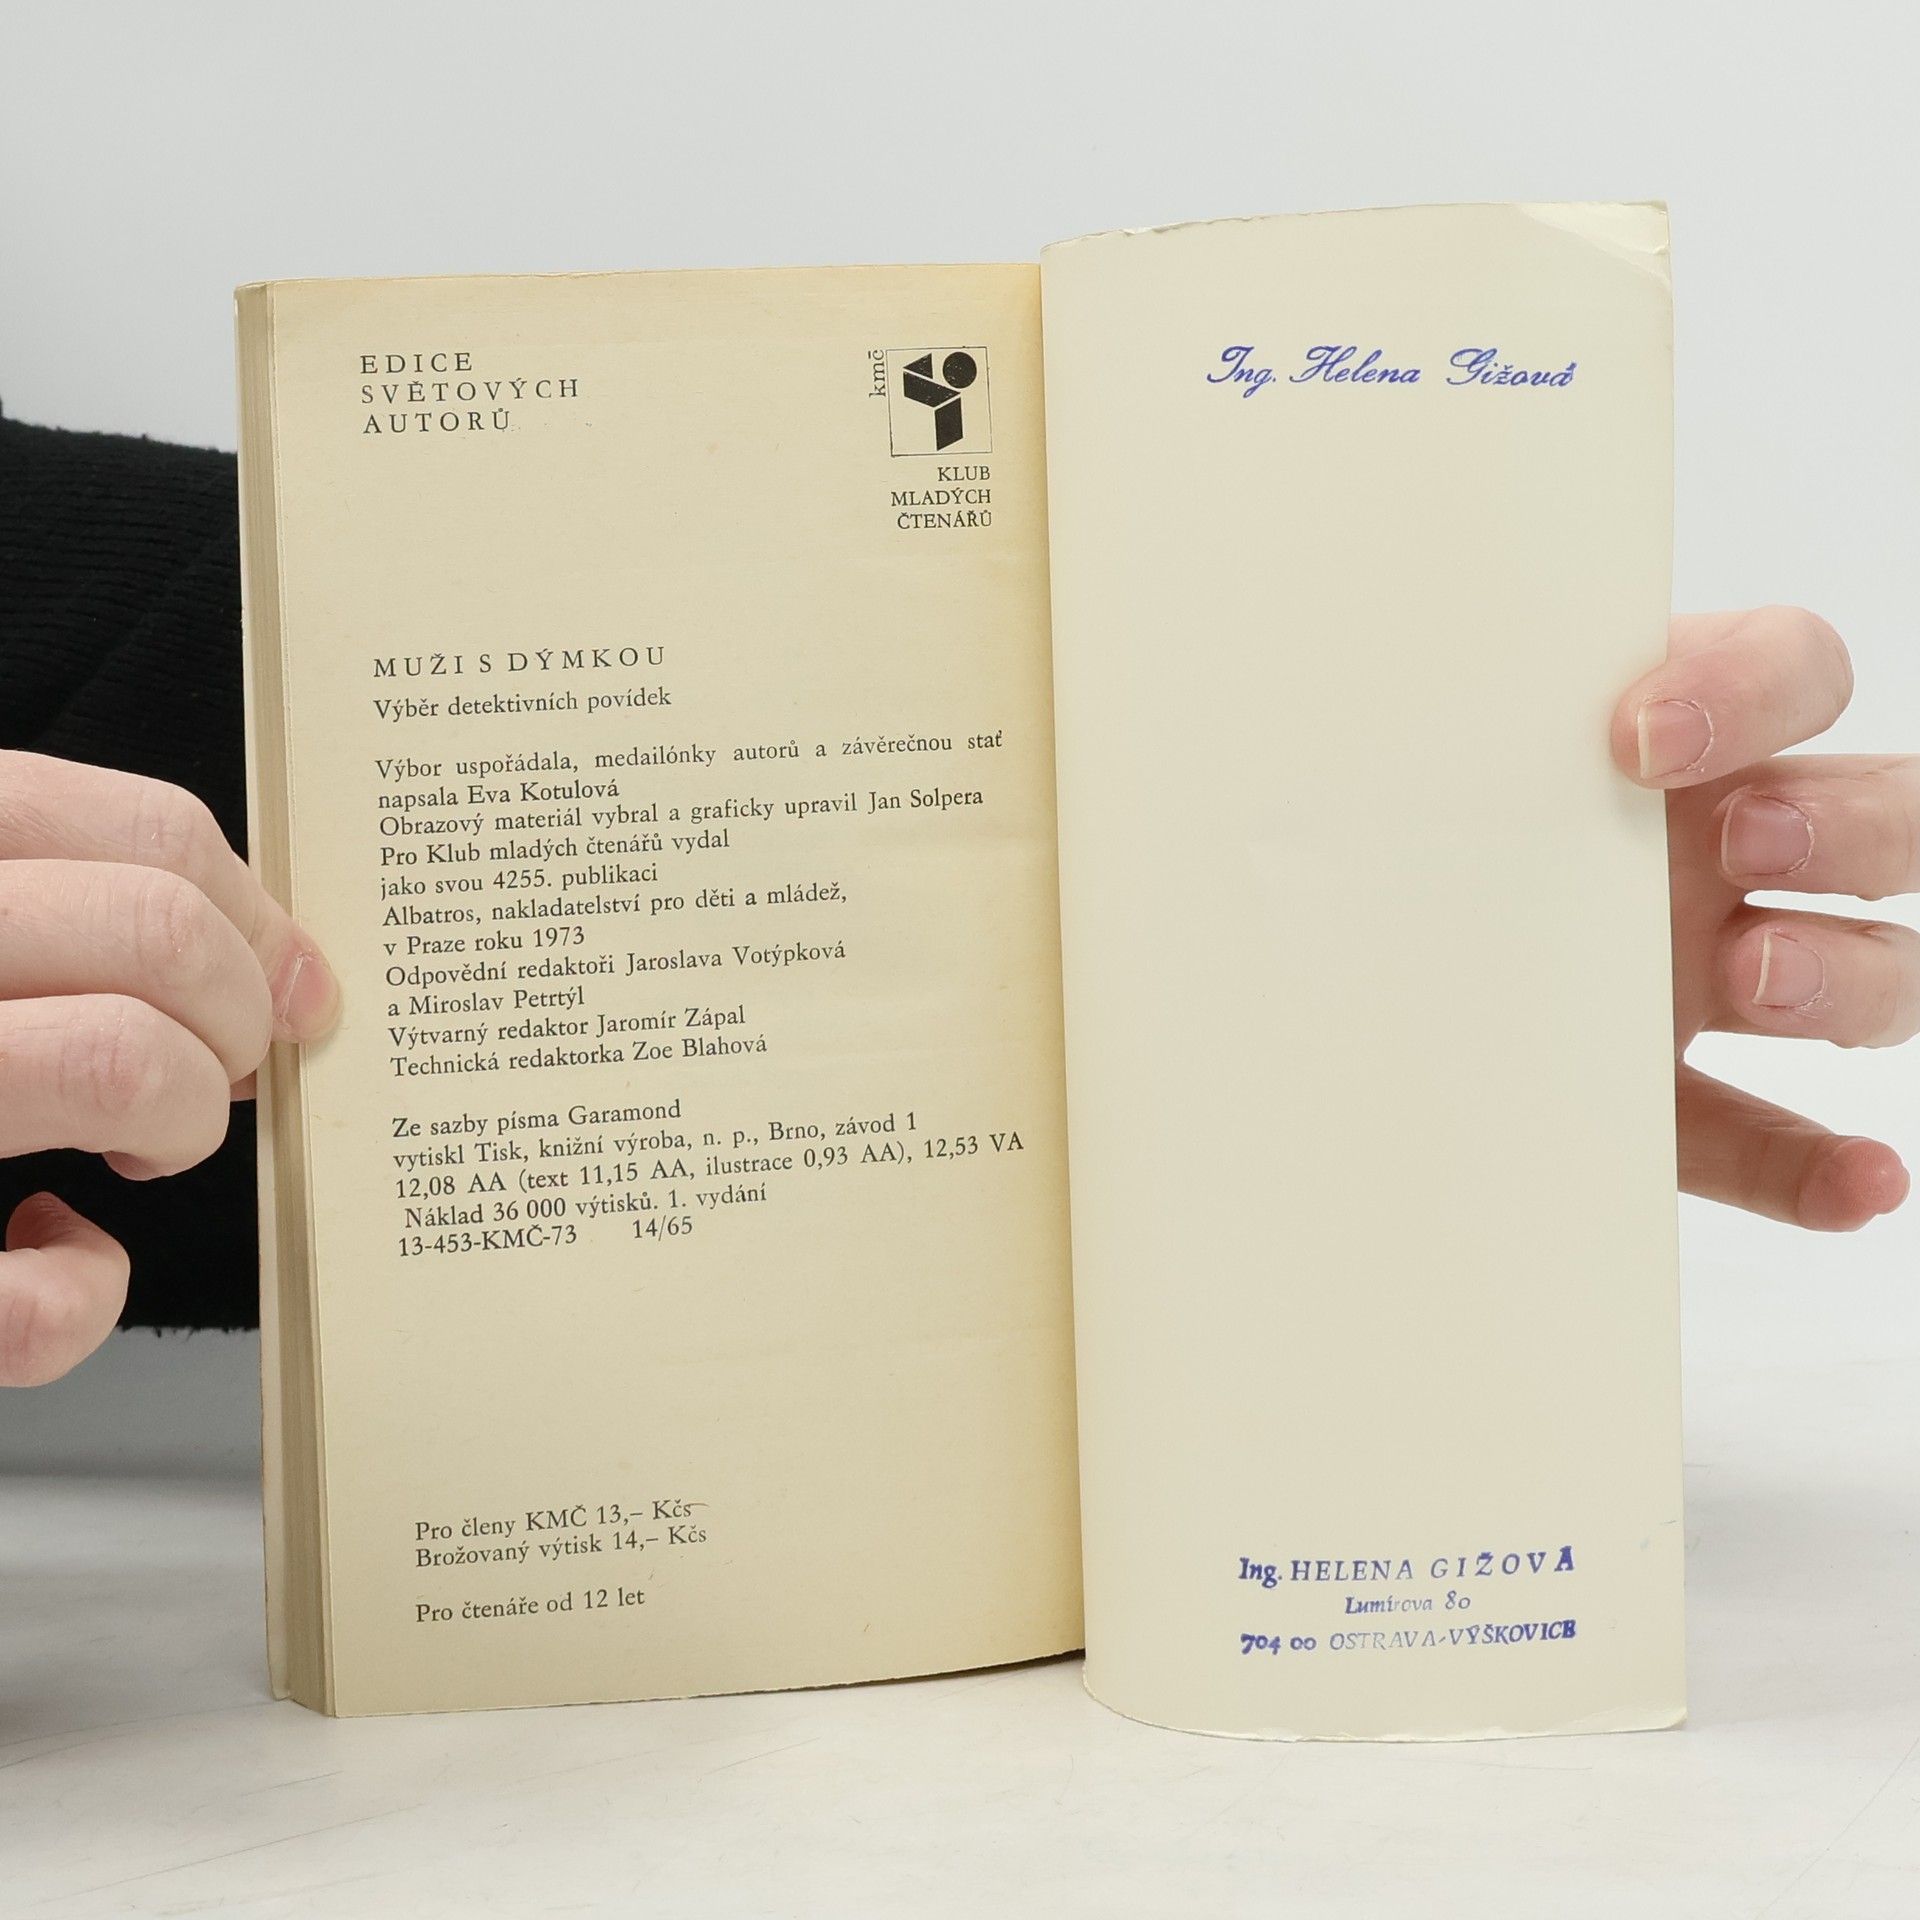 EDICE
SVĚTOVÝCH
AUTORŮ
kmč
KLUB
MLADÝCH
ČTENÁŘŮ
MUŽI S DÝMKOU
Výběr detektivních povídek
Výbor uspořádala, medailónky autorů a závěrečnou stať
napsala Eva Kotulová
Obrazový materiál vybral a graficky upravil Jan Solpera
Pro Klub mladých čtenářů vydal
jako svou 4255. publikaci
Albatros, nakladatelství pro děti a mládež,
v Praze roku 1973
Odpovědní redaktoři Jaroslava Votýpková
a Miroslav Petrtýl
Výtvarný redaktor Jaromír Zápal
Technická redaktorka Zoe Blahová
Ze sazby písma Garamond
vytiskl Tisk, knižní výroba, n. p., Brno, závod 1
12,08 AA (text 11,15 AA, ilustrace 0,93 AA), 12,53 VA
Náklad 36 000 výtisků. 1. vydání
13-453-KMČ-73 14/65
Pro členy KMČ 13,– Kčs
Brožovaný výtisk 14,– Kčs
Pro čtenáře od 12 let
Ing. Helena Gižová
Ing. HELENA GIŽOVÁ
Lumírova 80
704 00 OSTRAVA-VÝŠKOVICE